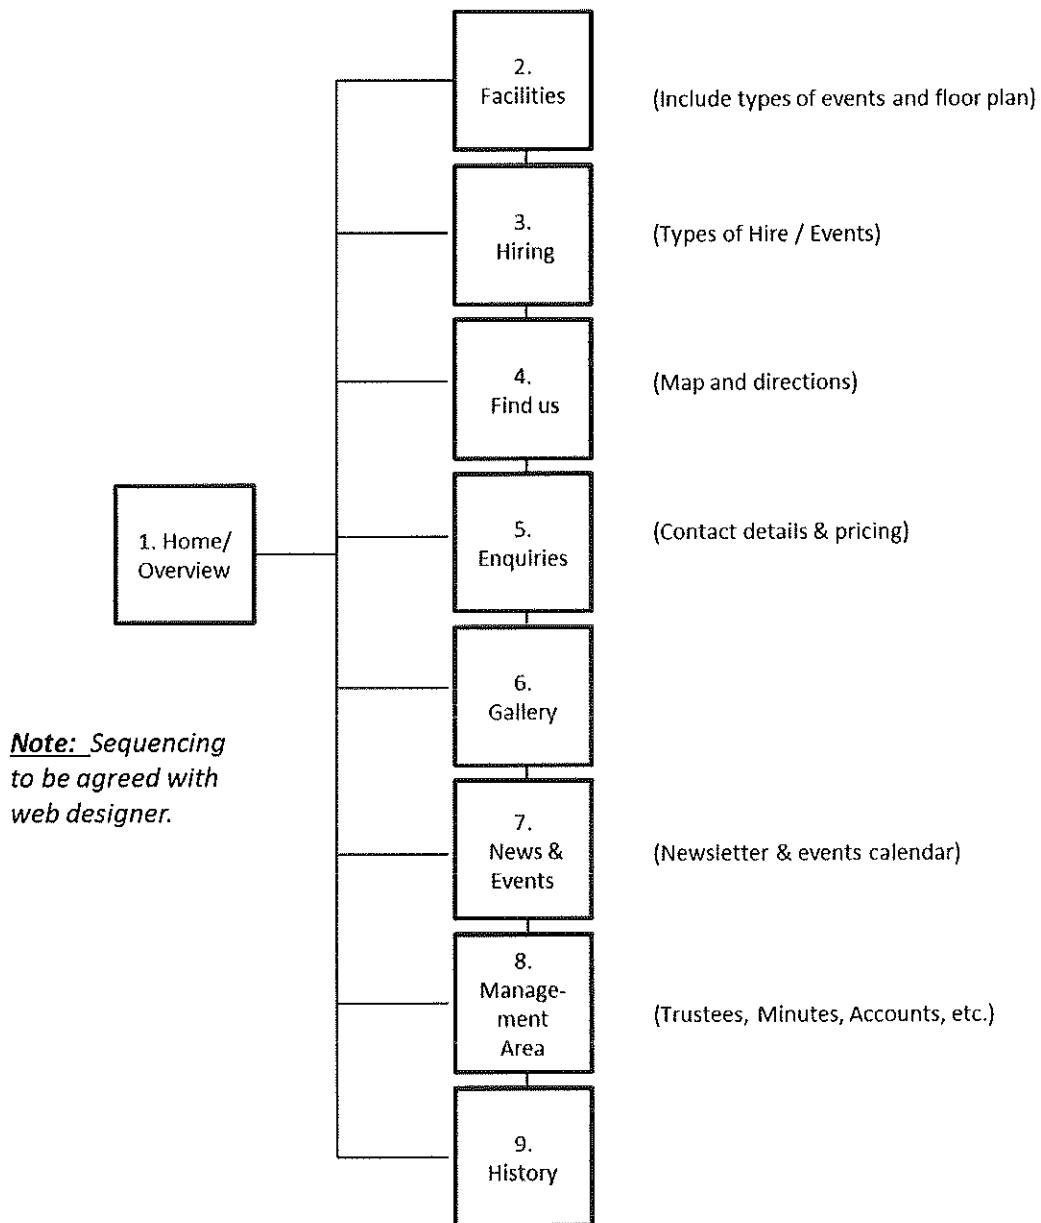 2.
Facilities
(Include types of events and floor plan)
3.
Hiring
(Types of Hire / Events)
4.
Find us
(Map and directions)
1. Home/
Overview
5.
Enquiries
(Contact details & pricing)
6.
Gallery
Note: Sequencing
to be agreed with
web designer.
7.
News &
Events
(Newsletter & events calendar)
8.
Manage-
ment
Area
(Trustees, Minutes, Accounts, etc.)
9.
History